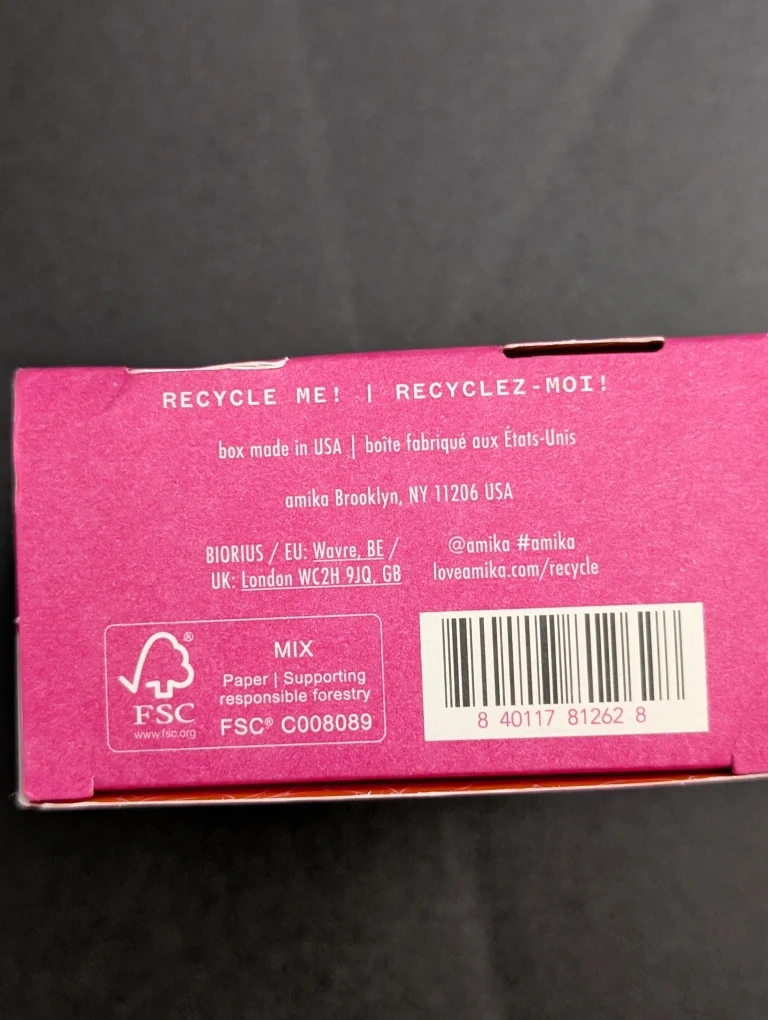 RECYCLE ME! | RECYCLEZ-MOI!
box made in USA | boîte fabriqué aux États-Unis
amika Brooklyn, NY 11206 USA
BIORIUS / EU: Wavre, BE /
UK: London WC2H 9JQ, GB
@amika #amika
loveamika.com/recycle
®
FSC
www.fsc.org
MIX
Paper | Supporting
responsible forestry
FSC® C008089
8 40117 81262 8